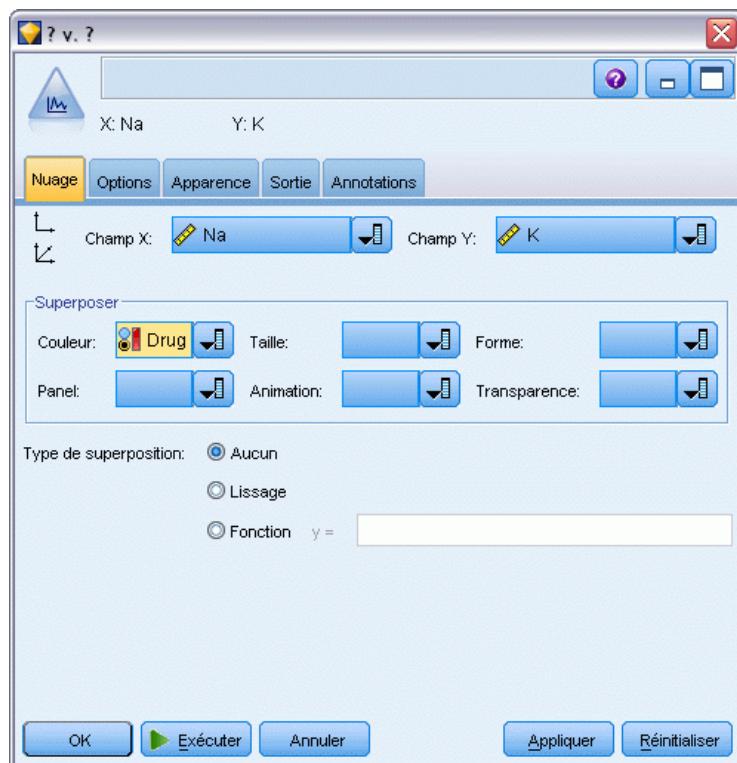 ? v. ?
X: Na Y: K
Nuage Options Apparence Sortie Annotations
Champ X: Na Champ Y: K
Superposer
Couleur: Drug Taille: Forme:
Panel: Animation: Transparence:
Type de superposition: Aucun
Lissage
Fonction y =
OK Exécuter Annuler Appliquer Réinitialiser